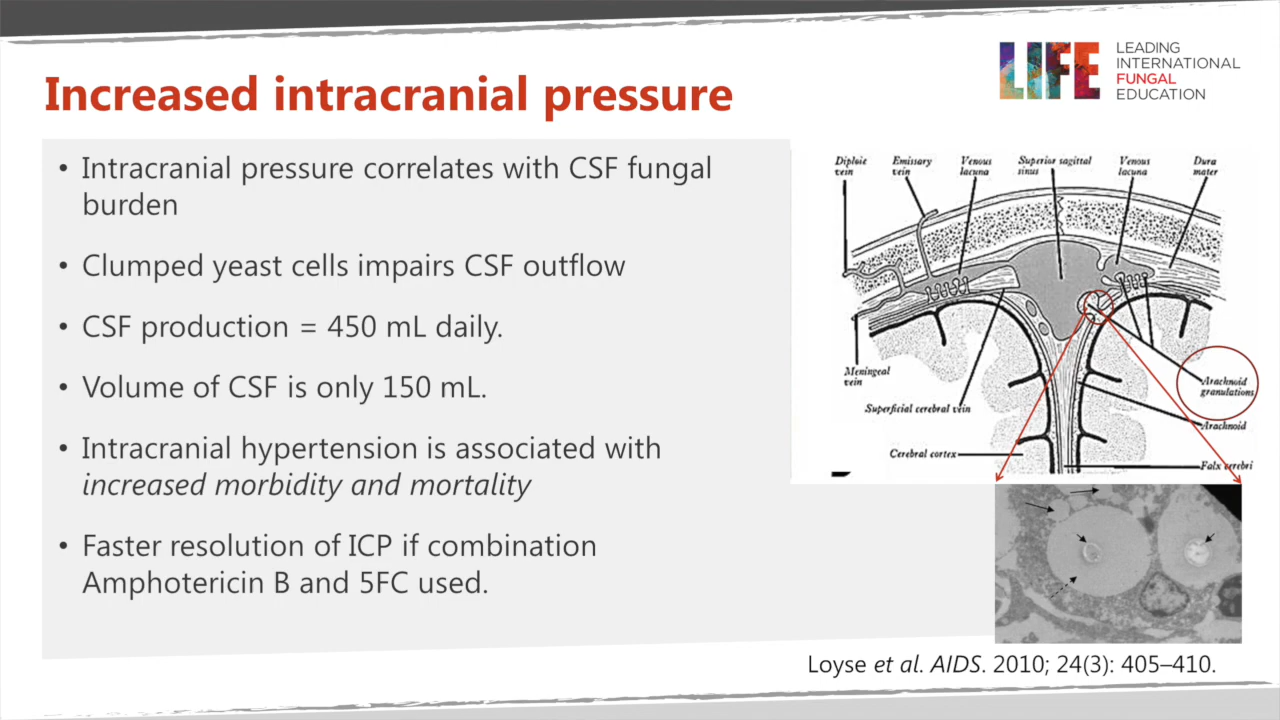 LIFE
LEADING
INTERNATIONAL
FUNGAL
EDUCATION
Increased intracranial pressure
• Intracranial pressure correlates with CSF fungal
burden
• Clumped yeast cells impairs CSF outflow
• CSF production = 450 mL daily.
• Volume of CSF is only 150 mL.
• Intracranial hypertension is associated with
increased morbidity and mortality
• Faster resolution of ICP if combination
Amphotericin B and 5FC used.
Diploic
vein
Emissary
vein
Venous
lacuna
Superior sagittal
sinus
Venous
lacuna
Dura
mater
Meningeal
vein
Superficial cerebral vein
Cerebral cortex
Arachnoid
granulations
Arachnoid
Falx cerebri
Loyse et al. AIDS. 2010; 24(3): 405–410.